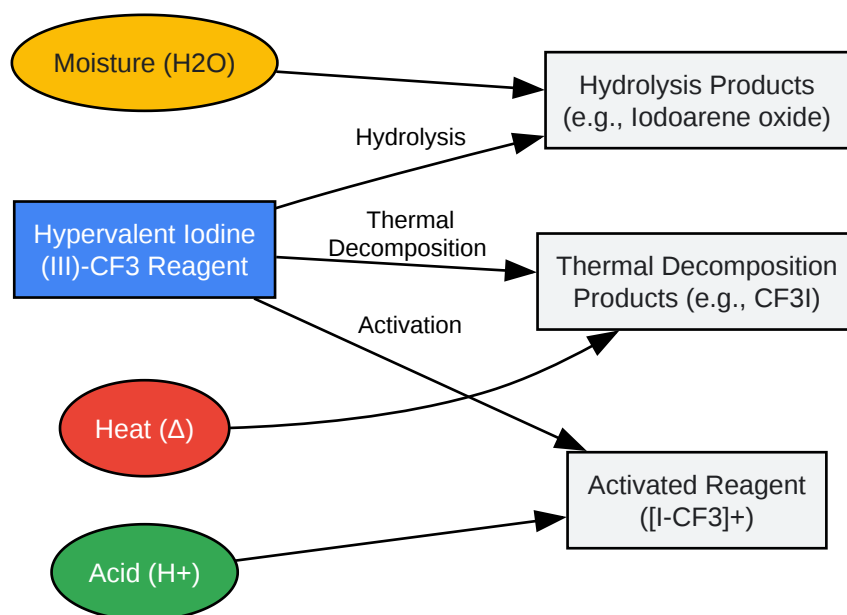 Moisture (H2O)
Hydrolysis Products
(e.g., Iodoarene oxide)
Hydrolysis
Hypervalent Iodine
(III)-CF3 Reagent
Thermal
Decomposition
Thermal Decomposition
Products (e.g., CF3I)
Activation
Heat (Δ)
Activated Reagent
([I-CF3]+)
Acid (H+)